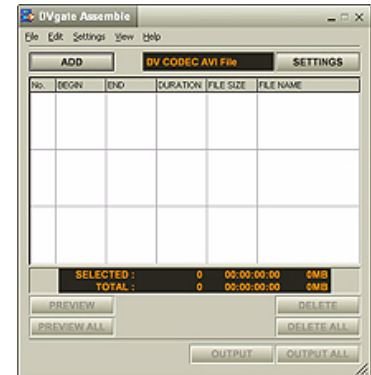 DVgate Assemble
File Edit Settings View Help
ADD DV CODEC AVI File SETTINGS
No. BEGIN END DURATION FILE SIZE FILE NAME
SELECTED : 0 00:00:00:00 0MB
TOTAL : 0 00:00:00:00 0MB
PREVIEW DELETE
PREVIEW ALL DELETE ALL
OUTPUT OUTPUT ALL